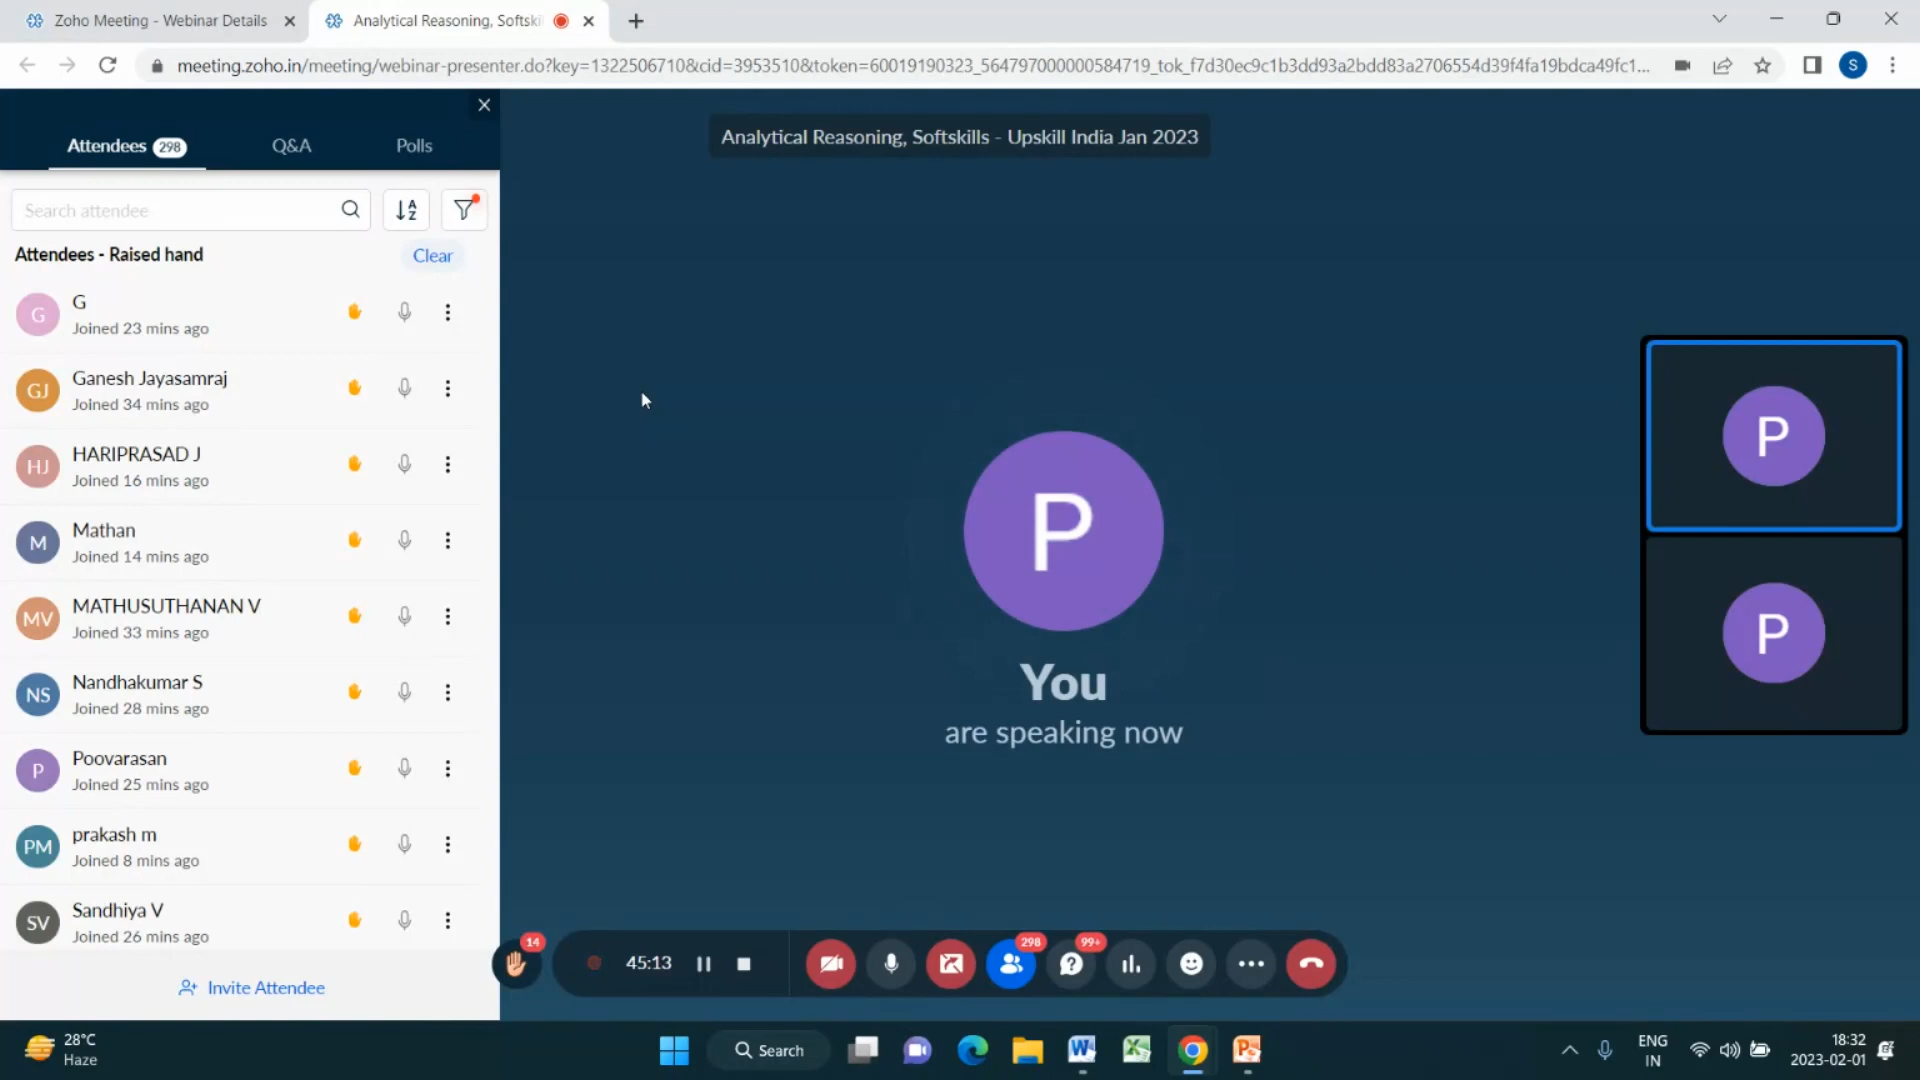 Zoho Meeting - Webinar Details
Analytical Reasoning, Softski
meeting.zoho.in/meeting/webinar-presenter.do?key=1322506710&cid=3953510&token=60019190323_564797000000584719_tok_f7d30ec9c1b3dd93a2bdd83a2706554d39f4fa19bdca49fc1...
S
Attendees 298
Q&A
Polls
Analytical Reasoning, Softskills - Upskill India Jan 2023
Search attendee
A
Z
Attendees - Raised hand
Clear
G
G
Joined 23 mins ago
GJ
Ganesh Jayasamraj
Joined 34 mins ago
HJ
HARIPRASAD J
Joined 16 mins ago
M
Mathan
Joined 14 mins ago
MV
MATHUSUTHANAN V
Joined 33 mins ago
NS
Nandhakumar S
Joined 28 mins ago
P
Poovarasan
Joined 25 mins ago
PM
prakash m
Joined 8 mins ago
SV
Sandhiya V
Joined 26 mins ago
Invite Attendee
P
You
are speaking now
P
P
14
45:13
298
99+
28°C
Haze
Search
ENG
IN
18:32
2023-02-01